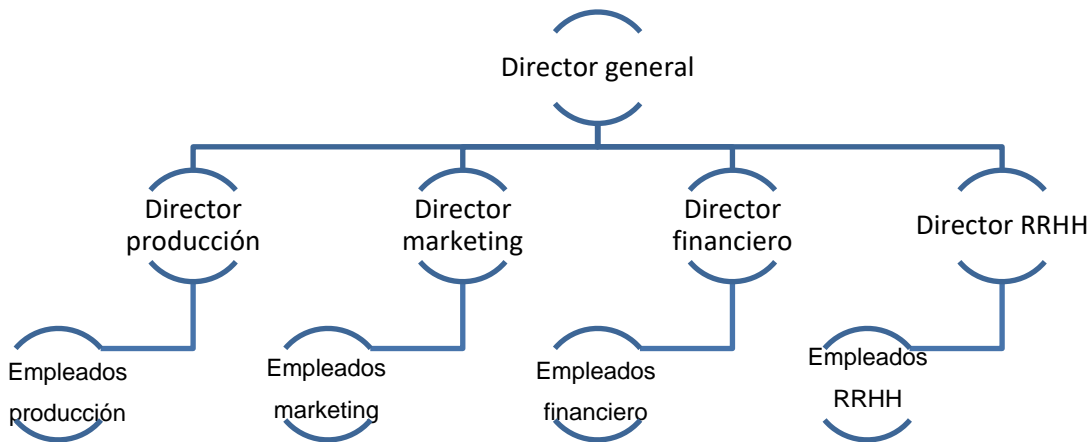 Director general
Director
producción
Director
marketing
Director
financiero
Director RRHH
Empleados
producción
Empleados
marketing
Empleados
financiero
Empleados
RRHH